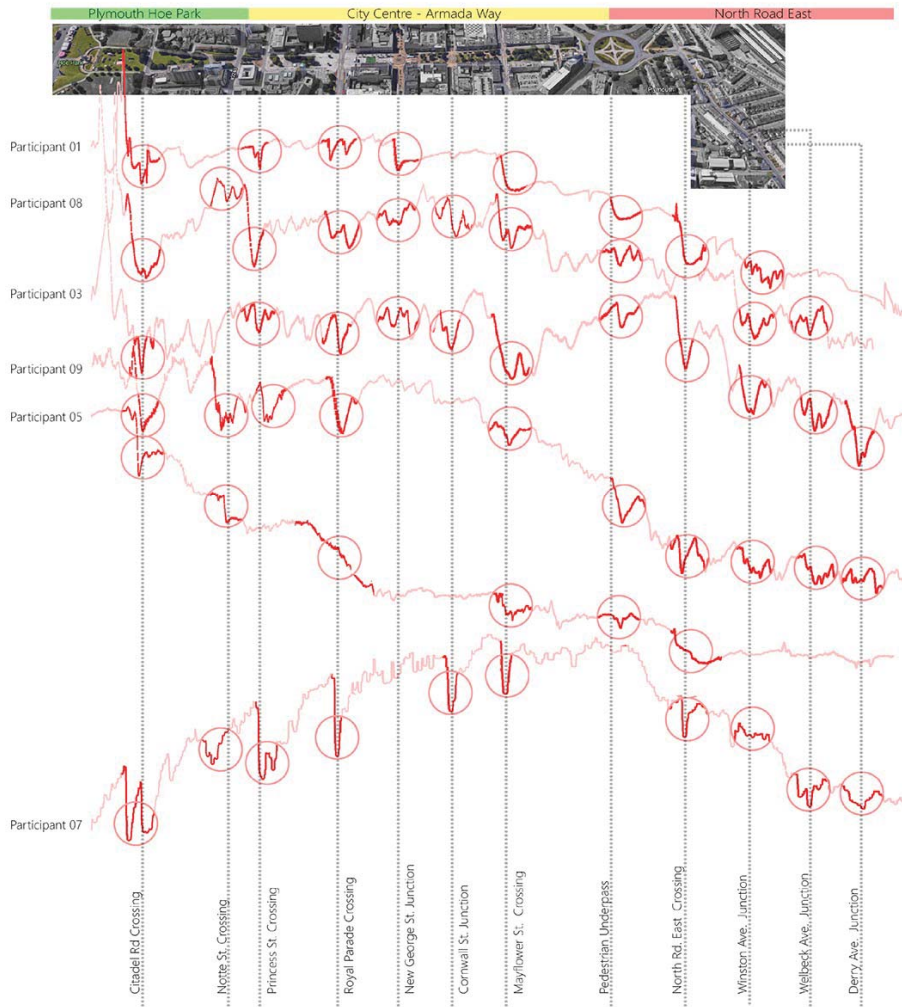 Plymouth Hoe Park
City Centre - Armada Way
North Road East
Participant 01
Participant 08
Participant 03
Participant 09
Participant 05
Participant 07
Citadel Rd Crossing
Notte St. Crossing
Princess St. Crossing
Royal Parade Crossing
New George St. Junction
Cornwall St. Junction
Mayflower St. Crossing
Pedestrian Underpass
North Rd. East Crossing
Winston Ave. Junction
Welbeck Ave. Junction
Derry Ave. Junction